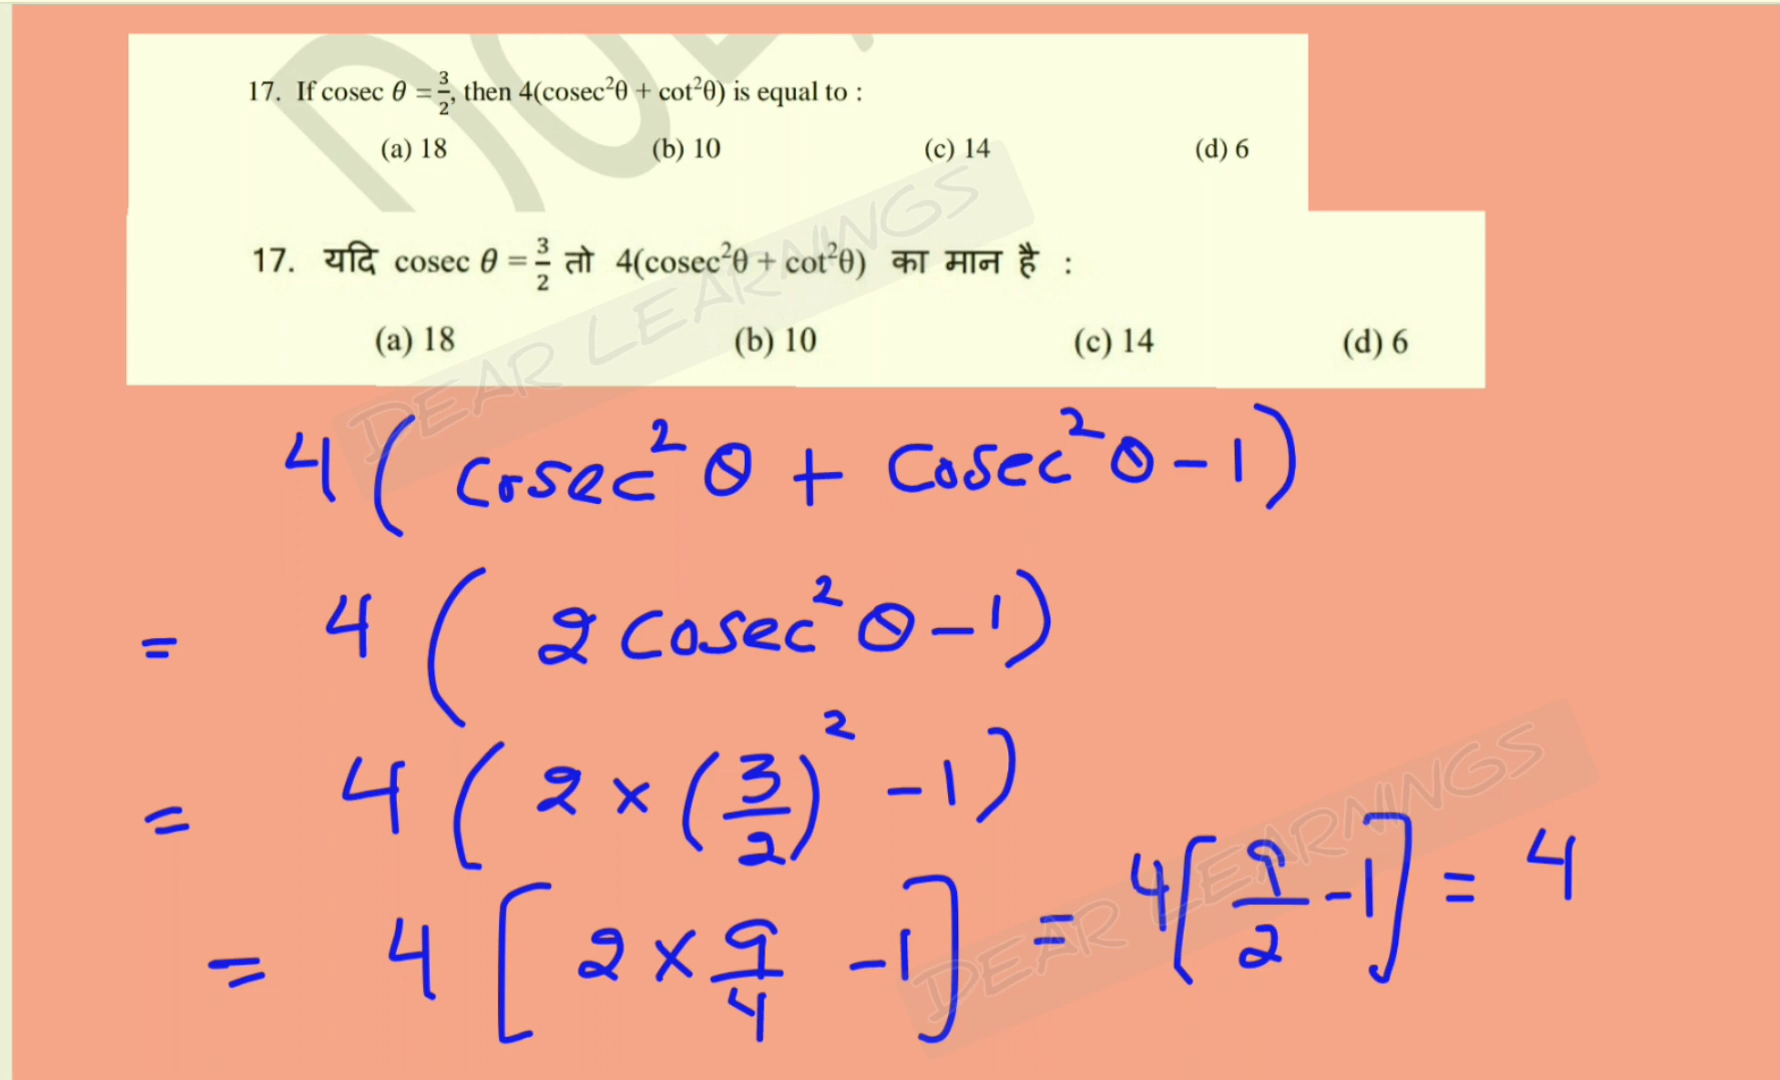 17. If cosec θ = 3/2, then 4(cosec²θ + cot²θ) is equal to :
(a) 18 (b) 10 (c) 14 (d) 6
17. यदि cosec θ = 3/2 तो 4(cosec²θ + cot²θ) का मान है :
(a) 18 (b) 10 (c) 14 (d) 6
DEAR LEARNINGS
4 ( cosec²θ + cosec²θ - 1 )
= 4 ( 2 cosec²θ - 1 )
= 4 ( 2 × (3/2)² - 1 )
= 4 [ 2 × 9/4 - 1 ] = 4 [ 9/2 - 1 ] = 4
DEAR LEARNINGS